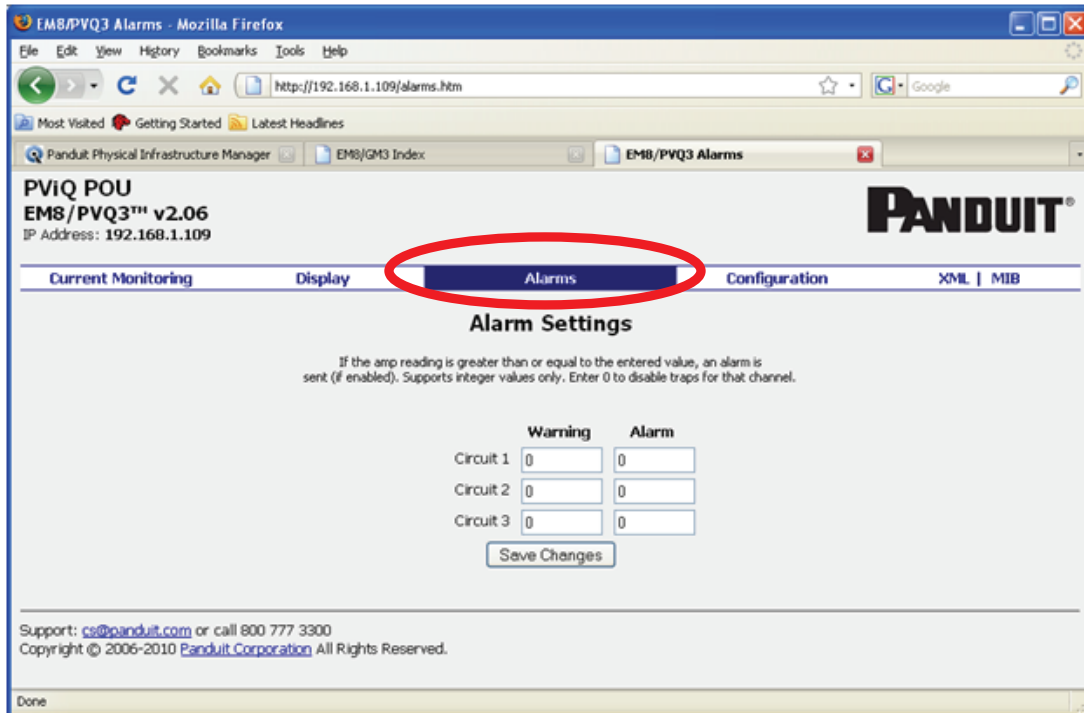 EM8/PVQ3 Alarms - Mozilla Firefox
File Edit View History Bookmarks Tools Help
http://192.168.1.109/alarms.htm
G Google
Most Visited Getting Started Latest Headlines
Panduit Physical Infrastructure Manager EM8/GM3 Index EM8/PVQ3 Alarms
PViQ POU
EM8/PVQ3™ v2.06
IP Address: 192.168.1.109
PANDUIT®
Current Monitoring Display Alarms Configuration XML | MIB
Alarm Settings
If the amp reading is greater than or equal to the entered value, an alarm is
sent (if enabled). Supports integer values only. Enter 0 to disable traps for that channel.
Warning Alarm
Circuit 1 0 0
Circuit 2 0 0
Circuit 3 0 0
Save Changes
Support: cs@panduit.com or call 800 777 3300
Copyright © 2006-2010 Panduit Corporation All Rights Reserved.
Done